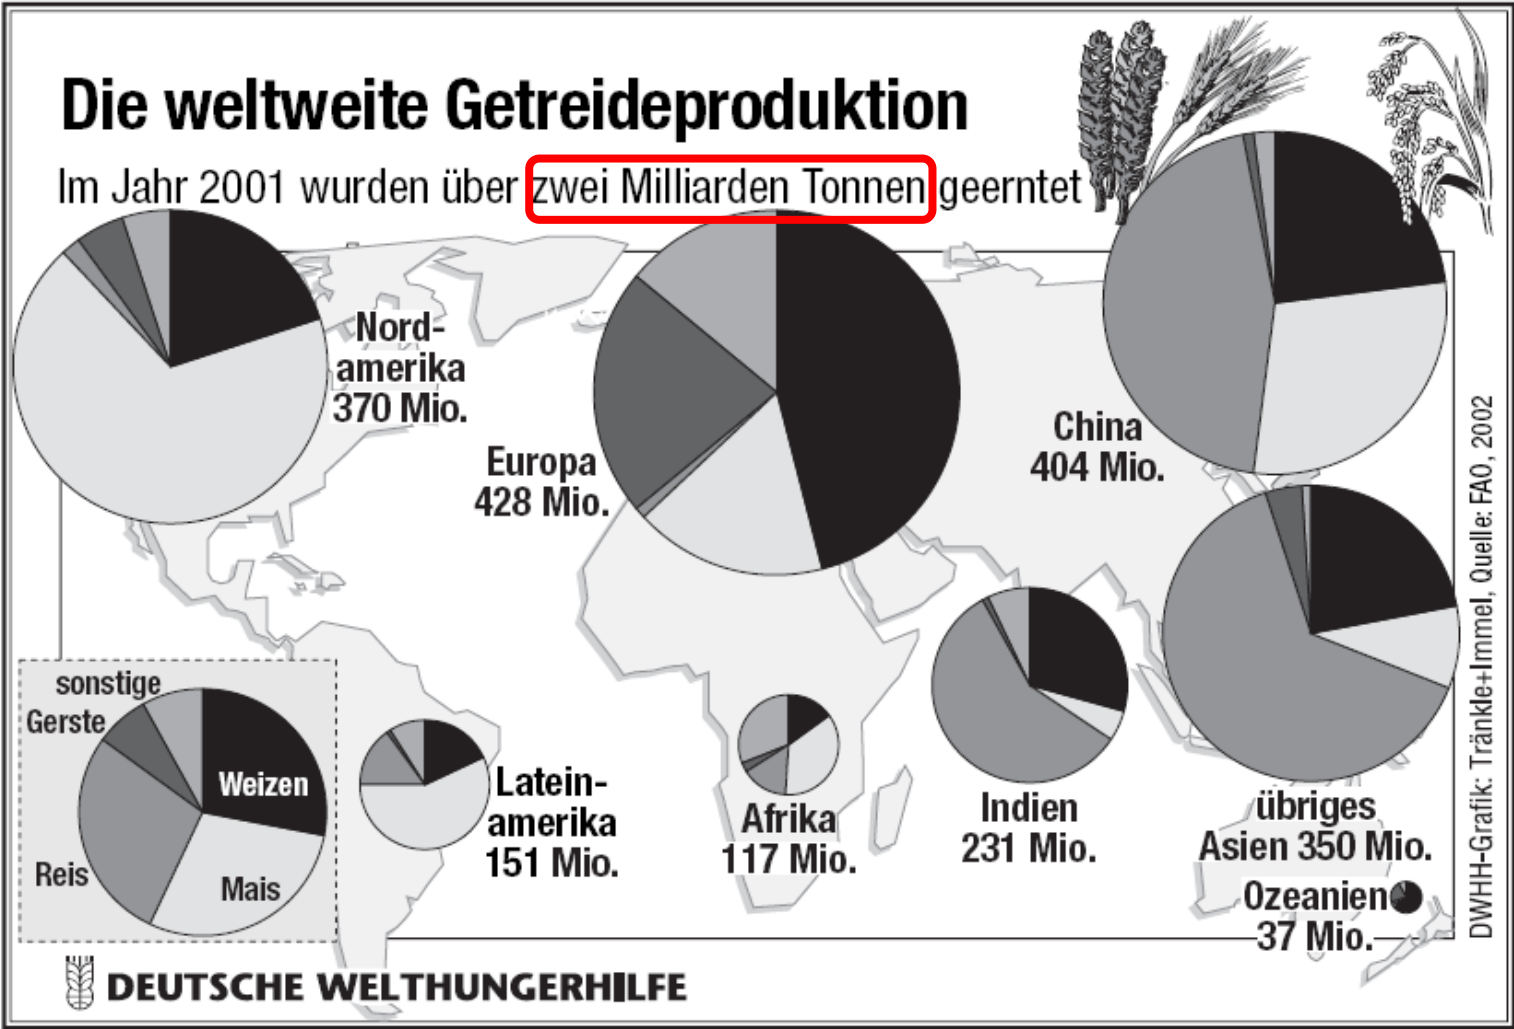 Die weltweite Getreideproduktion
Im Jahr 2001 wurden über zwei Milliarden Tonnen geerntet
Nord-
amerika
370 Mio.
Europa
428 Mio.
China
404 Mio.
sonstige
Gerste
Weizen
Reis
Mais
Latein-
amerika
151 Mio.
Afrika
117 Mio.
Indien
231 Mio.
übriges
Asien 350 Mio.
Ozeanien
37 Mio.
DWHH-Grafik: Tränkle+Immel, Quelle: FAO, 2002
DEUTSCHE WELTHUNGERHILFE